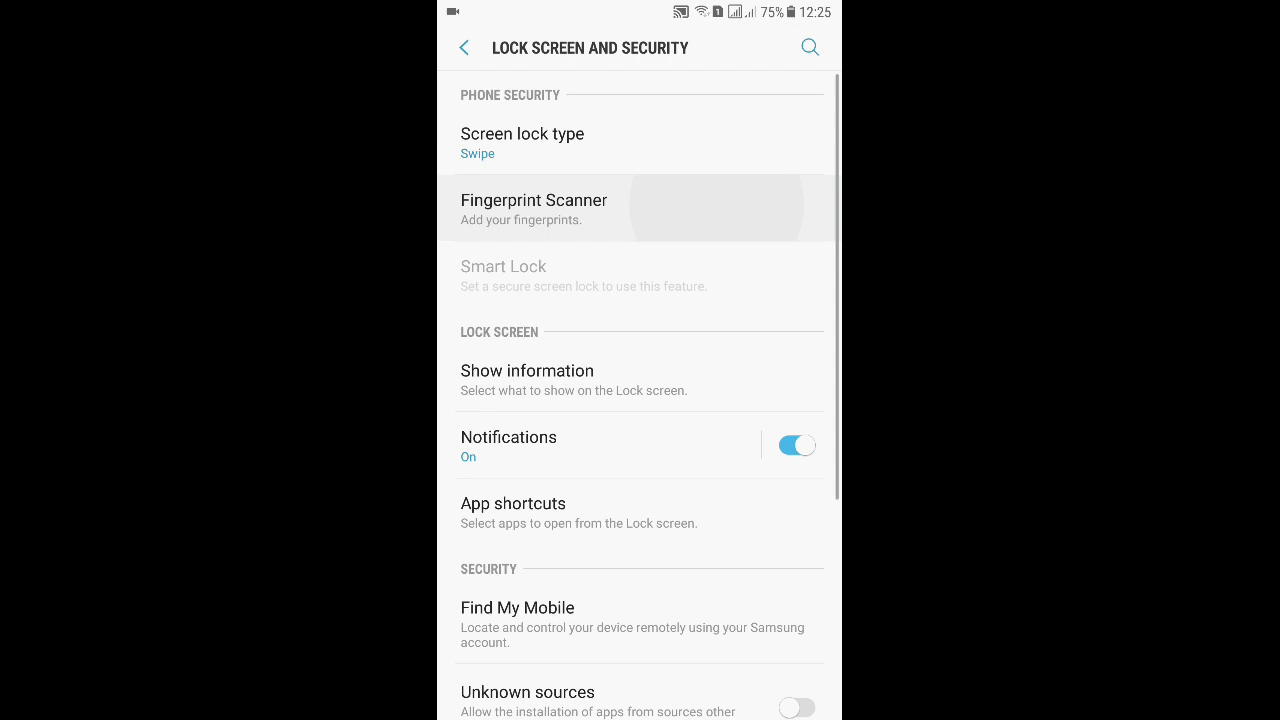 1 75% 12:25
LOCK SCREEN AND SECURITY
PHONE SECURITY
Screen lock type
Swipe
Fingerprint Scanner
Add your fingerprints.
Smart Lock
Set a secure screen lock to use this feature.
LOCK SCREEN
Show information
Select what to show on the Lock screen.
Notifications
On
App shortcuts
Select apps to open from the Lock screen.
SECURITY
Find My Mobile
Locate and control your device remotely using your Samsung
account.
Unknown sources
Allow the installation of apps from sources other